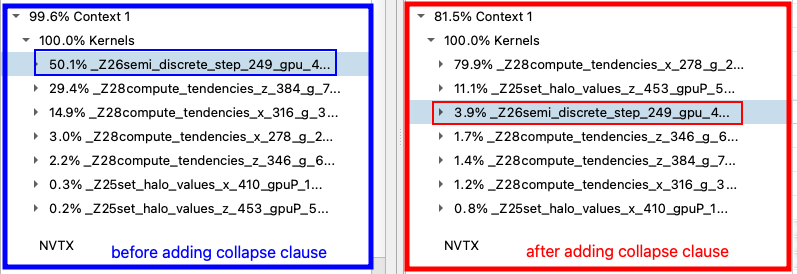 99.6% Context 1
100.0% Kernels
50.1% _Z26semi_discrete_step_249_gpu_4...
29.4% _Z28compute_tendencies_z_384_g_7...
14.9% _Z28compute_tendencies_x_316_g_3...
3.0% _Z28compute_tendencies_x_278_g_2...
2.2% _Z28compute_tendencies_z_346_g_6...
0.3% _Z25set_halo_values_x_410_gpuP_1...
0.2% _Z25set_halo_values_z_453_gpuP_5...
NVTX
before adding collapse clause
81.5% Context 1
100.0% Kernels
79.9% _Z28compute_tendencies_x_278_g_2...
11.1% _Z25set_halo_values_z_453_gpuP_5...
3.9% _Z26semi_discrete_step_249_gpu_4...
1.7% _Z28compute_tendencies_z_346_g_6...
1.4% _Z28compute_tendencies_z_384_g_7...
1.2% _Z28compute_tendencies_x_316_g_3...
0.8% _Z25set_halo_values_x_410_gpuP_1...
NVTX
after adding collapse clause